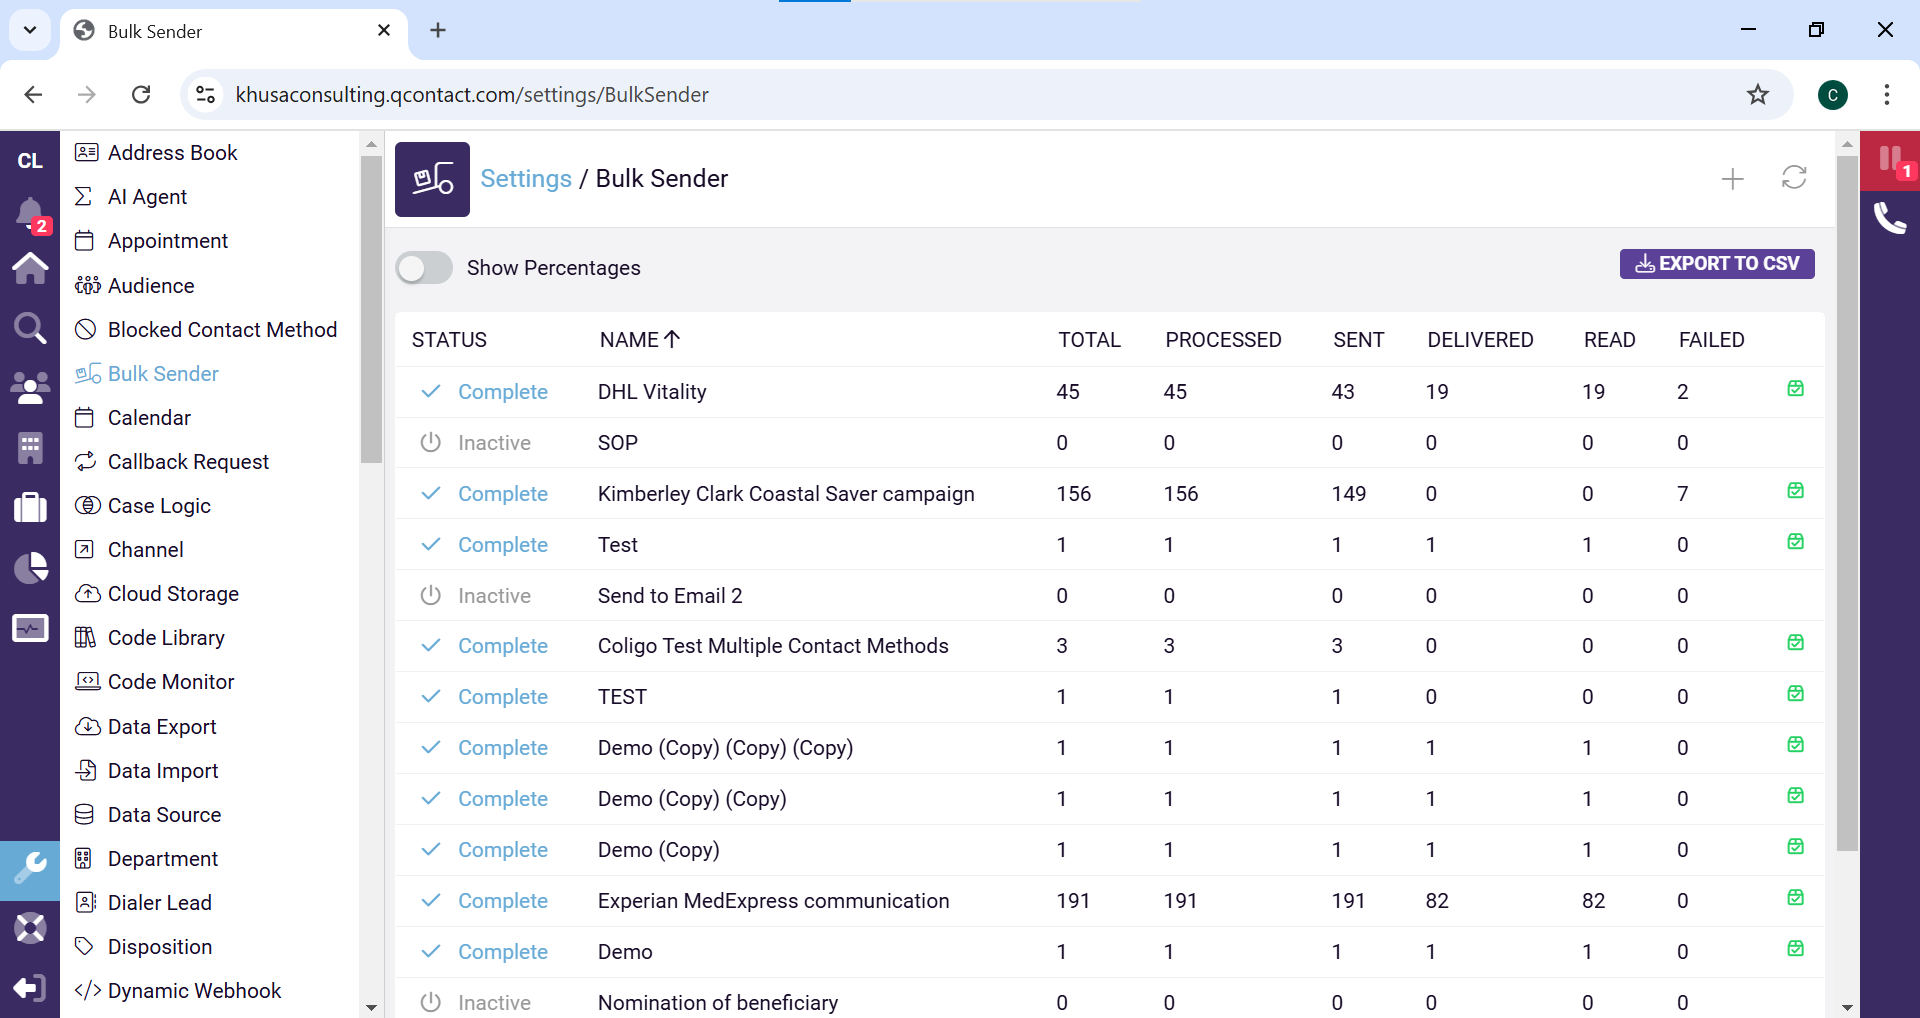 Bulk Sender
khusaconsulting.qcontact.com/settings/BulkSender
C
CL
2
Address Book
AI Agent
Appointment
Audience
Blocked Contact Method
Bulk Sender
Calendar
Callback Request
Case Logic
Channel
Cloud Storage
Code Library
Code Monitor
Data Export
Data Import
Data Source
Department
Dialer Lead
Disposition
Dynamic Webhook
Settings / Bulk Sender
1
Show Percentages
EXPORT TO CSV
STATUS NAME TOTAL PROCESSED SENT DELIVERED READ FAILED
Complete DHL Vitality 45 45 43 19 19 2
Inactive SOP 0 0 0 0 0 0
Complete Kimberley Clark Coastal Saver campaign 156 156 149 0 0 7
Complete Test 1 1 1 1 1 0
Inactive Send to Email 2 0 0 0 0 0 0
Complete Coligo Test Multiple Contact Methods 3 3 3 0 0 0
Complete TEST 1 1 1 0 0 0
Complete Demo (Copy) (Copy) (Copy) 1 1 1 1 1 0
Complete Demo (Copy) (Copy) 1 1 1 1 1 0
Complete Demo (Copy) 1 1 1 1 1 0
Complete Experian MedExpress communication 191 191 191 82 82 0
Complete Demo 1 1 1 1 1 0
Inactive Nomination of beneficiary 0 0 0 0 0 0